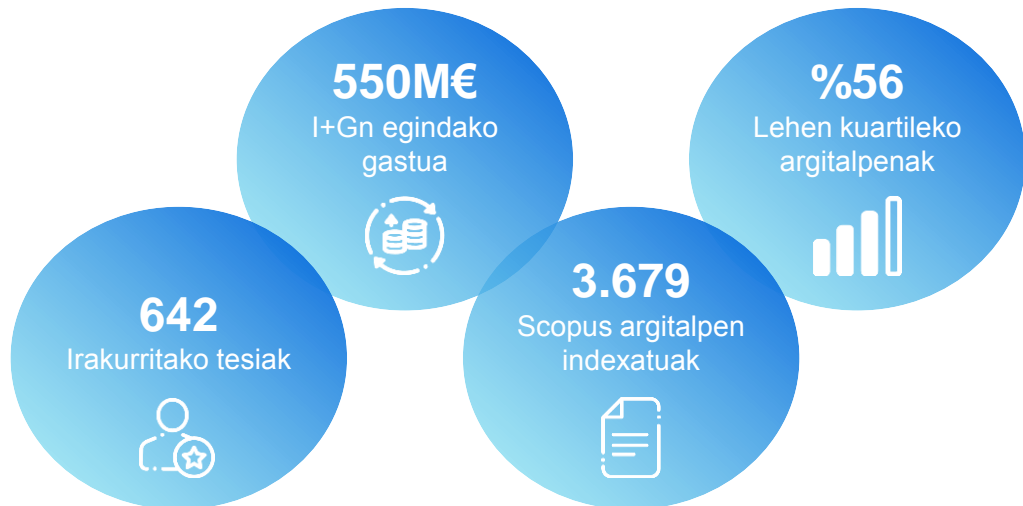 642
Irakurritako tesiak
550M€
I+Gn egindako
gastua
3.679
Scopus argitalpen
indexatuak
%56
Lehen kuartileko
argitalpenak